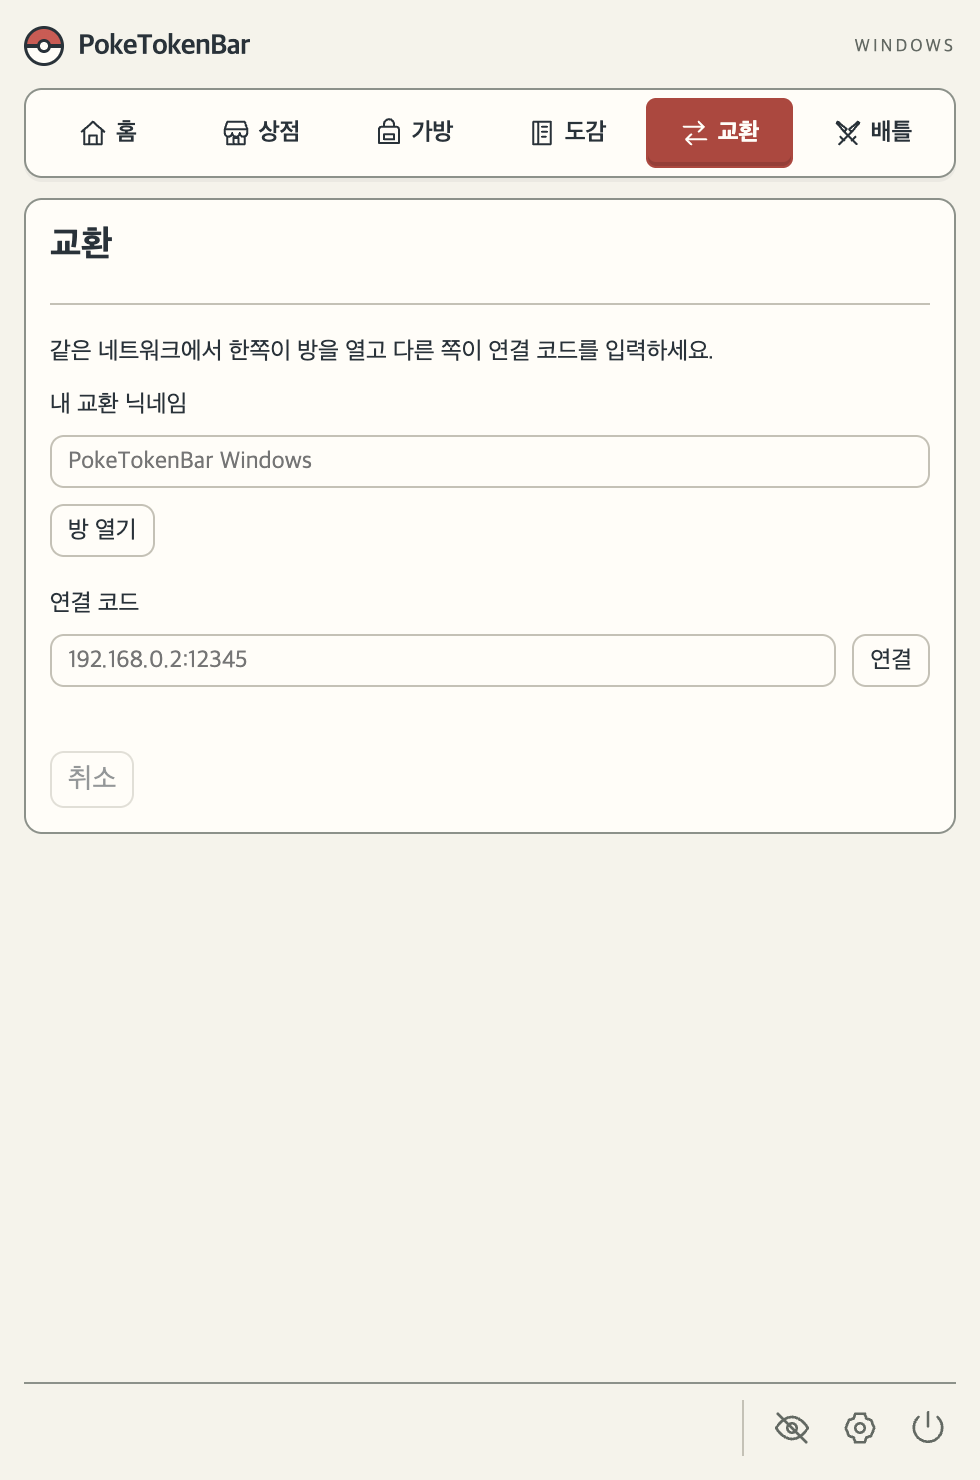 PokeTokenBar
WINDOWS
홈 상점 가방 도감 교환 배틀
교환
같은 네트워크에서 한쪽이 방을 열고 다른 쪽이 연결 코드를 입력하세요.
내 교환 닉네임
PokeTokenBar Windows
방 열기
연결 코드
192.168.0.2:12345 연결
취소